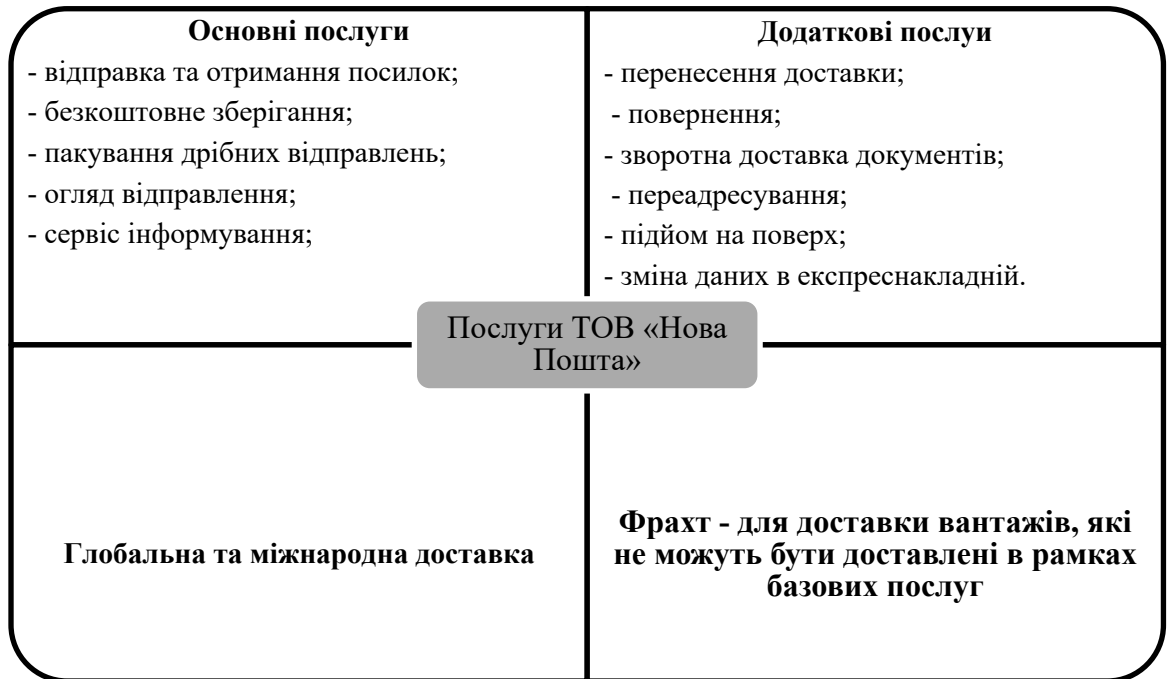 Основні послуги
- відправка та отримання посилок;
- безкоштовне зберігання;
- пакування дрібних відправлень;
- огляд відправлення;
- сервіс інформування;
Додаткові послуи
- перенесення доставки;
- повернення;
- зворотна доставка документів;
- переадресування;
- підйом на поверх;
- зміна даних в експреснакладній.
Послуги ТОВ «Нова
Пошта»
Глобальна та міжнародна доставка
Фрахт - для доставки вантажів, які
не можуть бути доставлені в рамках
базових послуг